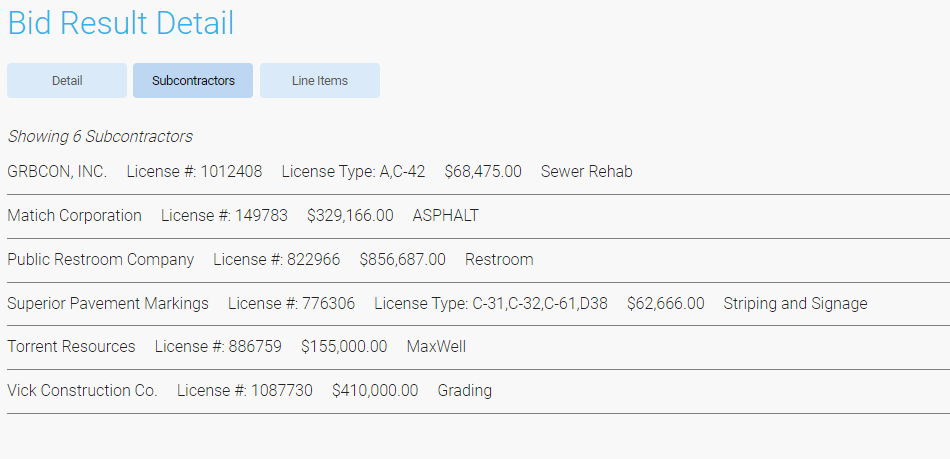 Bid Result Detail
Detail Subcontractors Line Items
Showing 6 Subcontractors
GRBCON, INC. License #: 1012408 License Type: A,C-42 $68,475.00 Sewer Rehab
Matich Corporation License #: 149783 $329,166.00 ASPHALT
Public Restroom Company License #: 822966 $856,687.00 Restroom
Superior Pavement Markings License #: 776306 License Type: C-31,C-32,C-61,D38 $62,666.00 Striping and Signage
Torrent Resources License #: 886759 $155,000.00 MaxWell
Vick Construction Co. License #: 1087730 $410,000.00 Grading